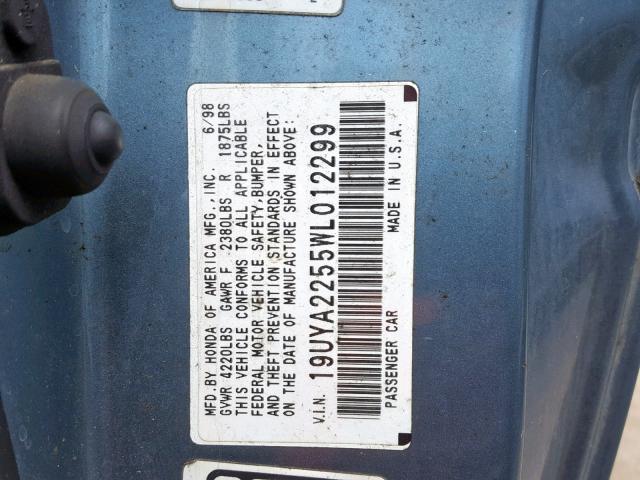 MFD.BY HONDA OF AMERICA MFG.,INC. 6/98
GVWR 4220LBS GAWR F 2380LBS R 1875LBS
THIS VEHICLE CONFORMS TO ALL APPLICABLE
FEDERAL MOTOR VEHICLE SAFETY,BUMPER,
AND THEFT PREVENTION STANDARDS IN EFFECT
ON THE DATE OF MANUFACTURE SHOWN ABOVE:
V.I.N. 19UYA2255WL012299
PASSENGER CAR MADE IN U.S.A.